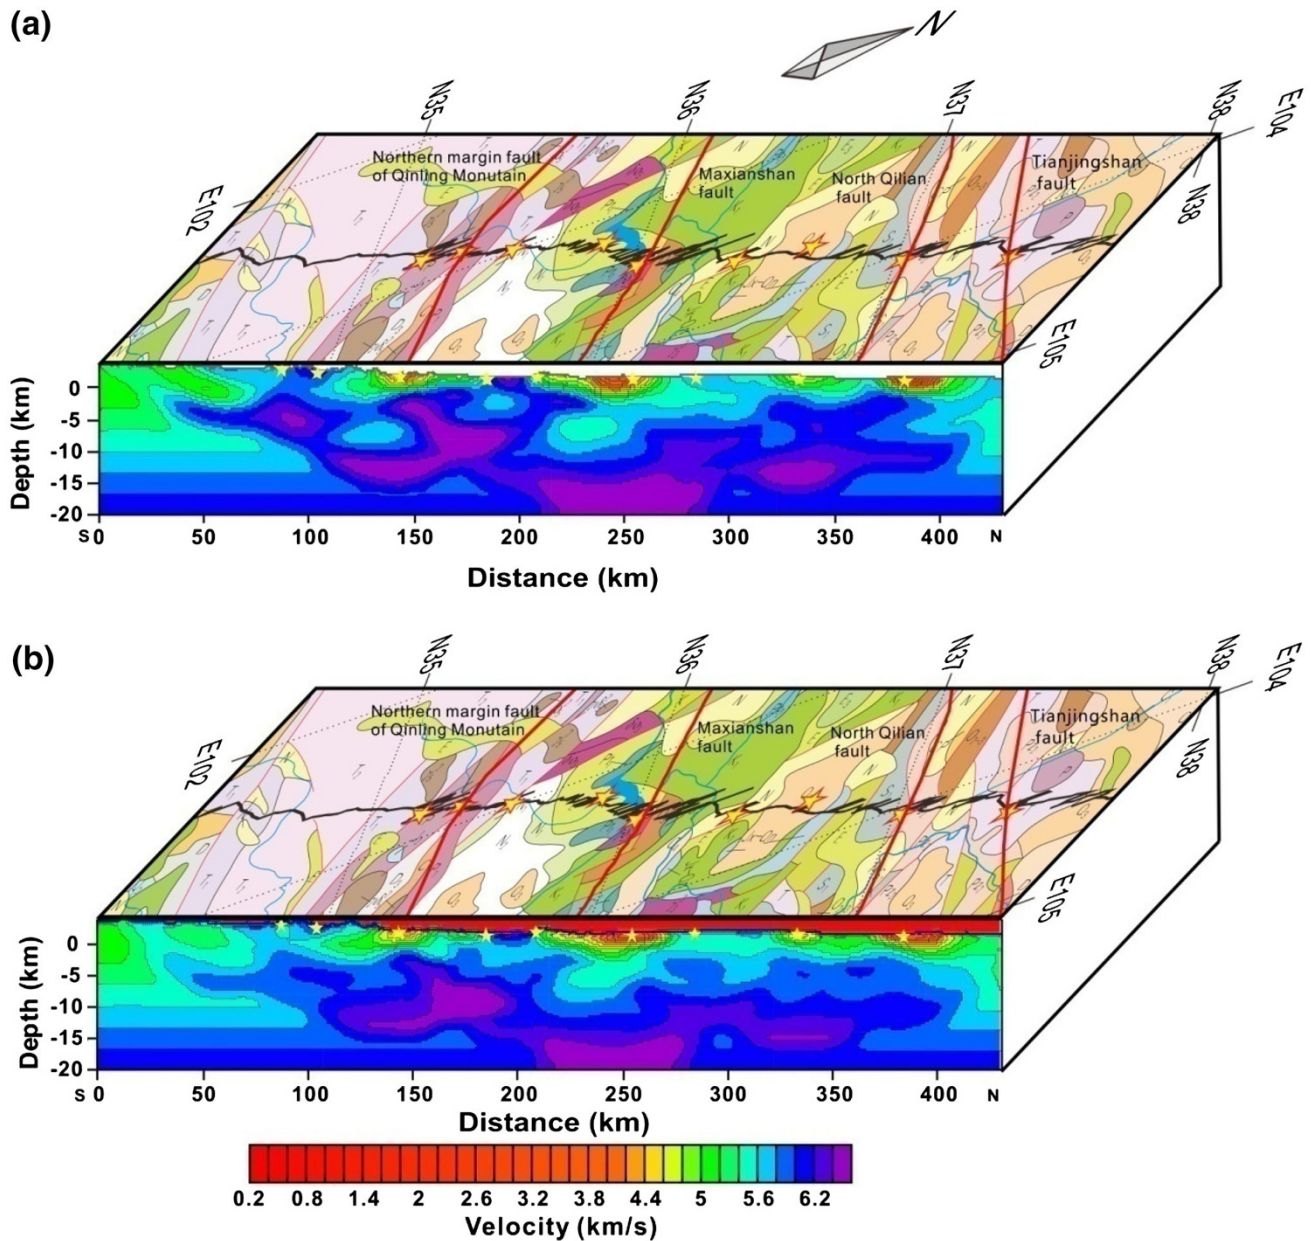 (a)
N
N35
N36
N37
N38
E104
Northern margin fault
of Qinling Monutain
Maxianshan
fault
North Qilian
fault
Tianjingshan
fault
E102
N38
E105
Depth (km)
0
-5
-10
-15
-20
S 0 50 100 150 200 250 300 350 400 N
Distance (km)
(b)
N35
N36
N37
N38
E104
Northern margin fault
of Qinling Monutain
Maxianshan
fault
North Qilian
fault
Tianjingshan
fault
E102
N38
E105
Depth (km)
0
-5
-10
-15
-20
S 0 50 100 150 200 250 300 350 400 N
Distance (km)
0.2 0.8 1.4 2 2.6 3.2 3.8 4.4 5 5.6 6.2
Velocity (km/s)